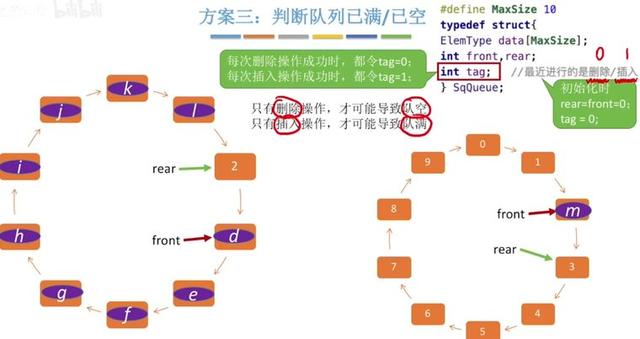 bilibili
方案三：判断队列已满/已空
#define MaxSize 10
typedef struct{
ElemType data[MaxSize];
int front,rear;
0 1
int tag; //最近进行的是删除/插入
} SqQueue;
每次删除操作成功时，都令tag=0;
每次插入操作成功时，都令tag=1;
初始化时
rear=front=0;
tag = 0;
只有删除操作，才可能导致队空
只有插入操作，才可能导致队满
k
l
j
i
h
g
f
e
d
2
rear
front
0
1
m
3
4
5
6
7
8
9
front
rear